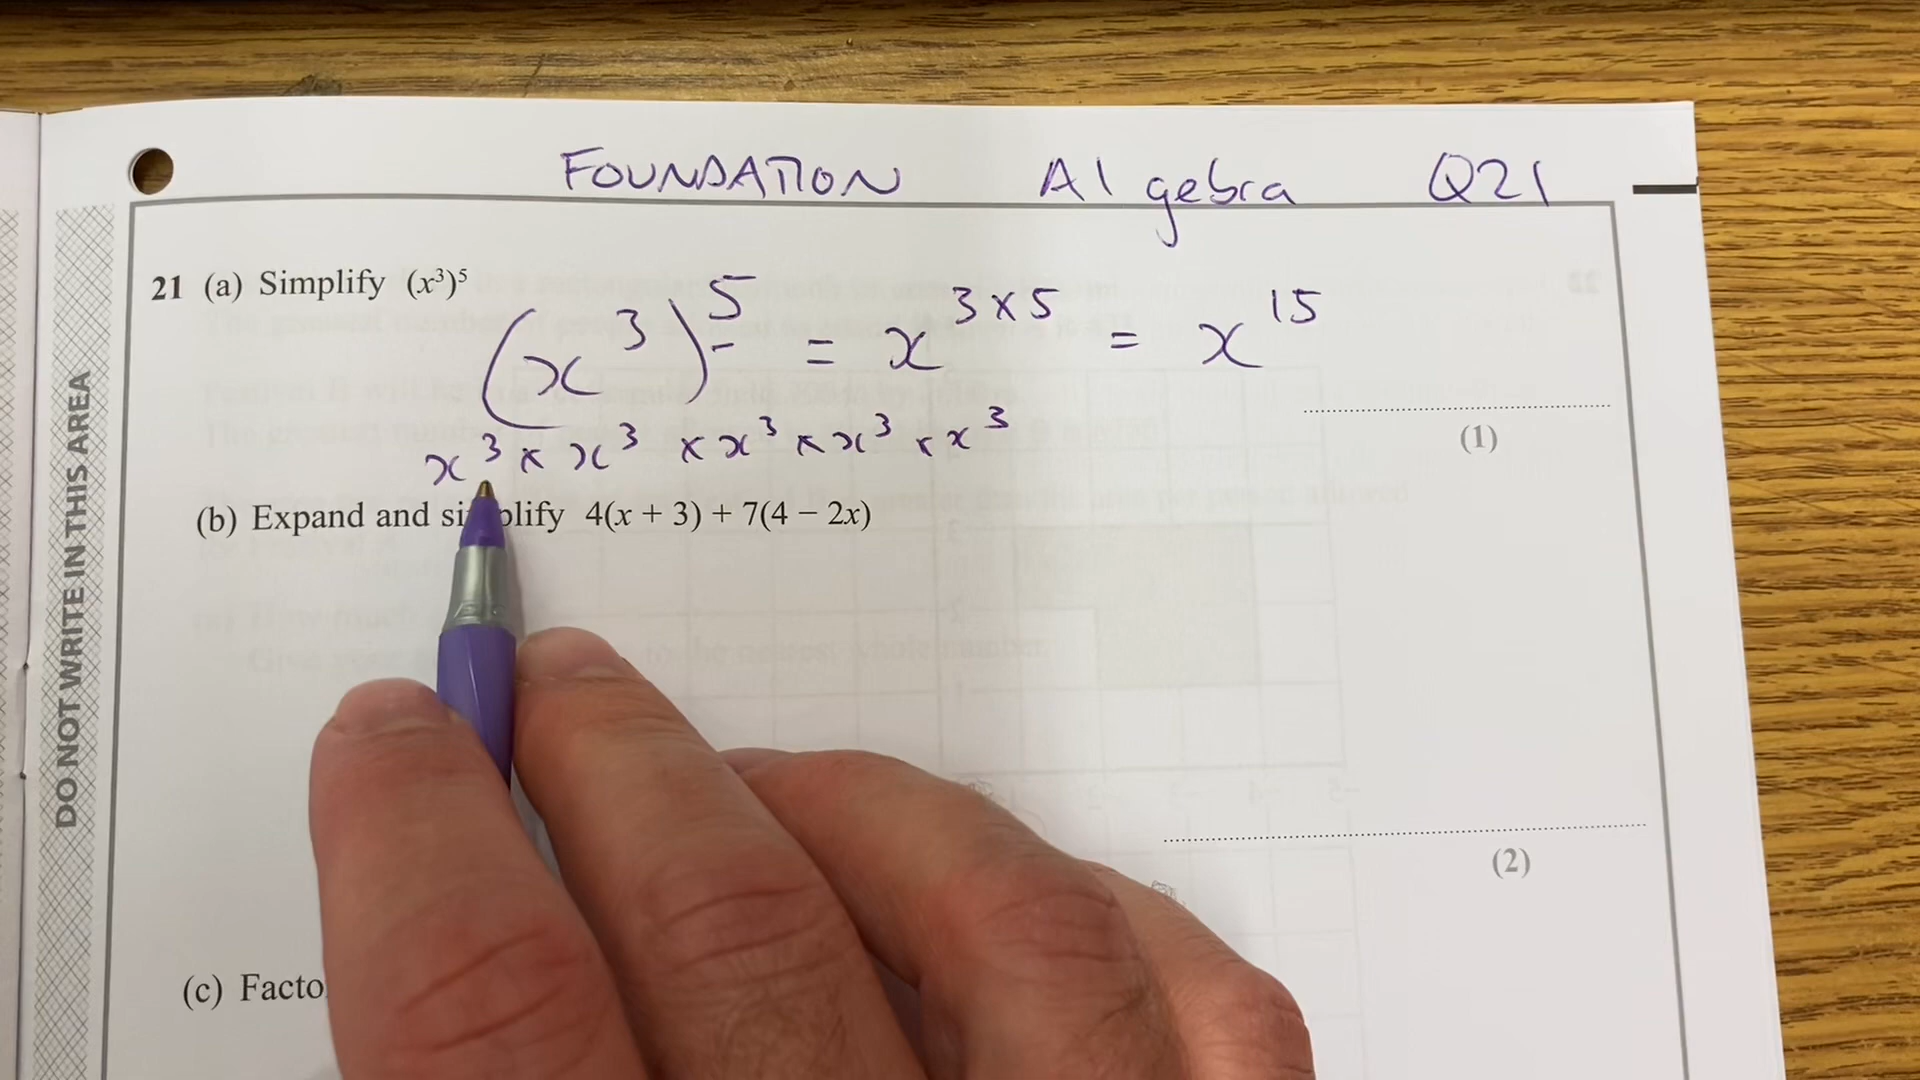 FOUNDATION Algebra Q21
21 (a) Simplify (x³)⁵
(x³)⁵ = x³ˣ⁵ = x¹⁵
(1)
x³ × x³ × x³ × x³ × x³
(b) Expand and simplify 4(x + 3) + 7(4 − 2x)
(2)
(c) Facto
DO NOT WRITE IN THIS AREA